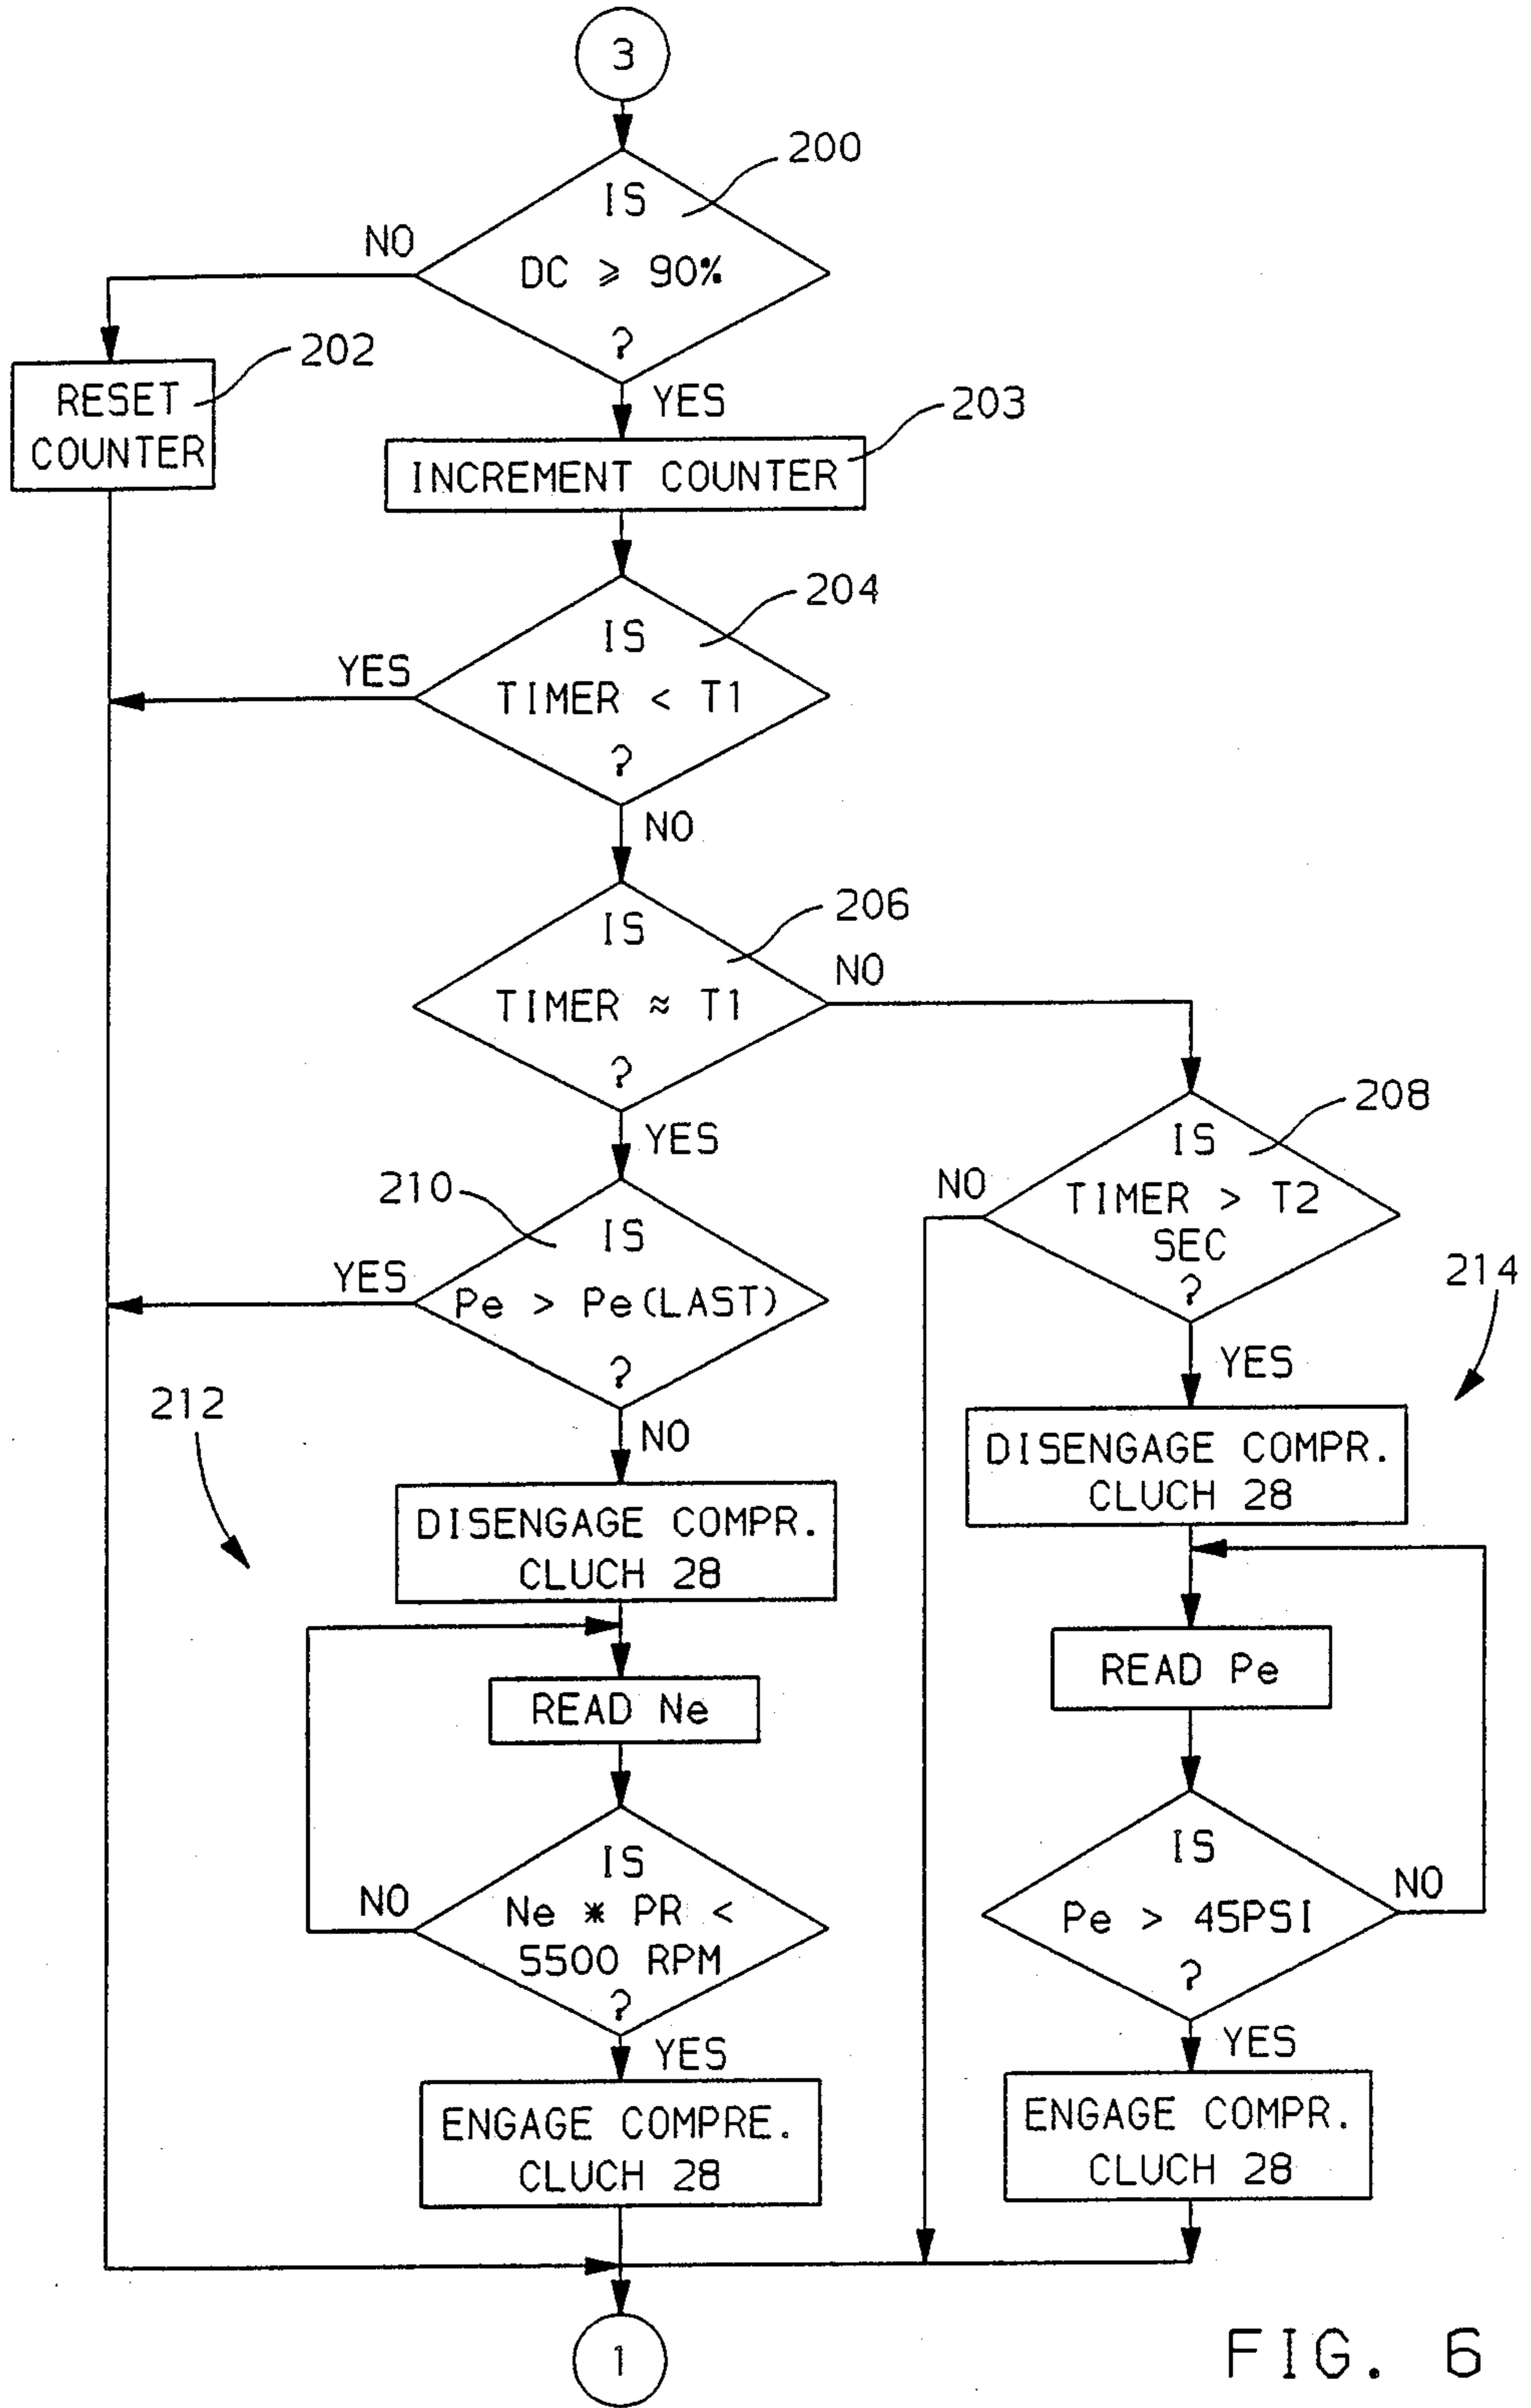 3
200
IS
NO
DC ⩾ 90%
?
202
RESET
COUNTER
YES
203
INCREMENT COUNTER
204
IS
YES
TIMER < T1
?
NO
206
IS
NO
TIMER ≈ T1
?
YES
208
IS
NO
TIMER > T2
SEC
?
YES
214
210
IS
YES
Pe > Pe(LAST)
?
NO
212
DISENGAGE COMPR.
CLUCH 28
DISENGAGE COMPR.
CLUCH 28
READ Ne
READ Pe
IS
NO
Ne * PR <
5500 RPM
?
YES
IS
NO
Pe > 45PSI
?
YES
ENGAGE COMPRE.
CLUCH 28
ENGAGE COMPR.
CLUCH 28
1
FIG. 6